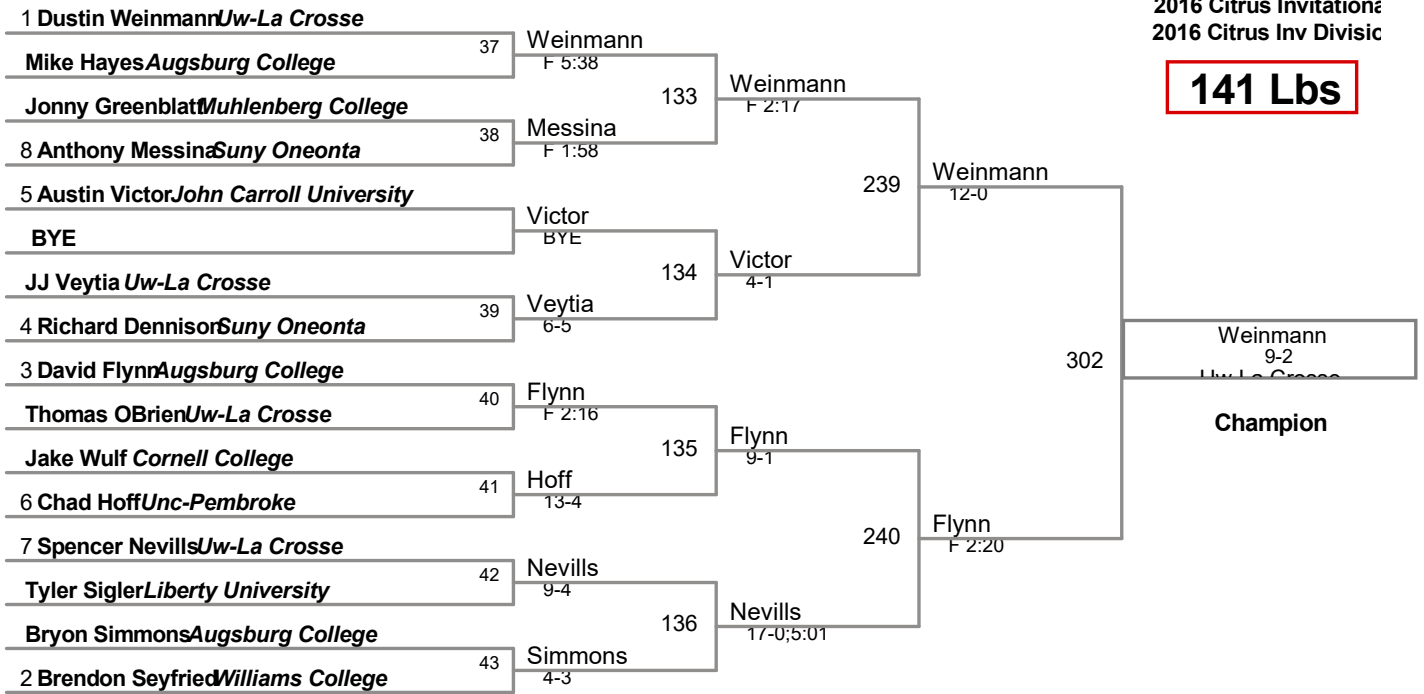 2016 Citrus Invitationa
2016 Citrus Inv Divisio
141 Lbs
1 Dustin Weinmann Uw-La Crosse
Mike Hayes Augsburg College
Jonny Greenblatt Muhlenberg College
8 Anthony Messina Suny Oneonta
5 Austin Victor John Carroll University
BYE
JJ Veytia Uw-La Crosse
4 Richard Dennison Suny Oneonta
3 David Flynn Augsburg College
Thomas OBrien Uw-La Crosse
Jake Wulf Cornell College
6 Chad Hoff Unc-Pembroke
7 Spencer Nevills Uw-La Crosse
Tyler Sigler Liberty University
Bryon Simmons Augsburg College
2 Brendon Seyfried Williams College
37
Weinmann
F 5:38
38
Messina
F 1:58
Victor
BYE
39
Veytia
6-5
40
Flynn
F 2:16
41
Hoff
13-4
42
Nevills
9-4
43
Simmons
4-3
133
Weinmann
F 2:17
134
Victor
4-1
135
Flynn
9-1
136
Nevills
17-0;5:01
239
Weinmann
12-0
240
Flynn
F 2:20
302
Weinmann
9-2
Uw-La Crosse
Champion